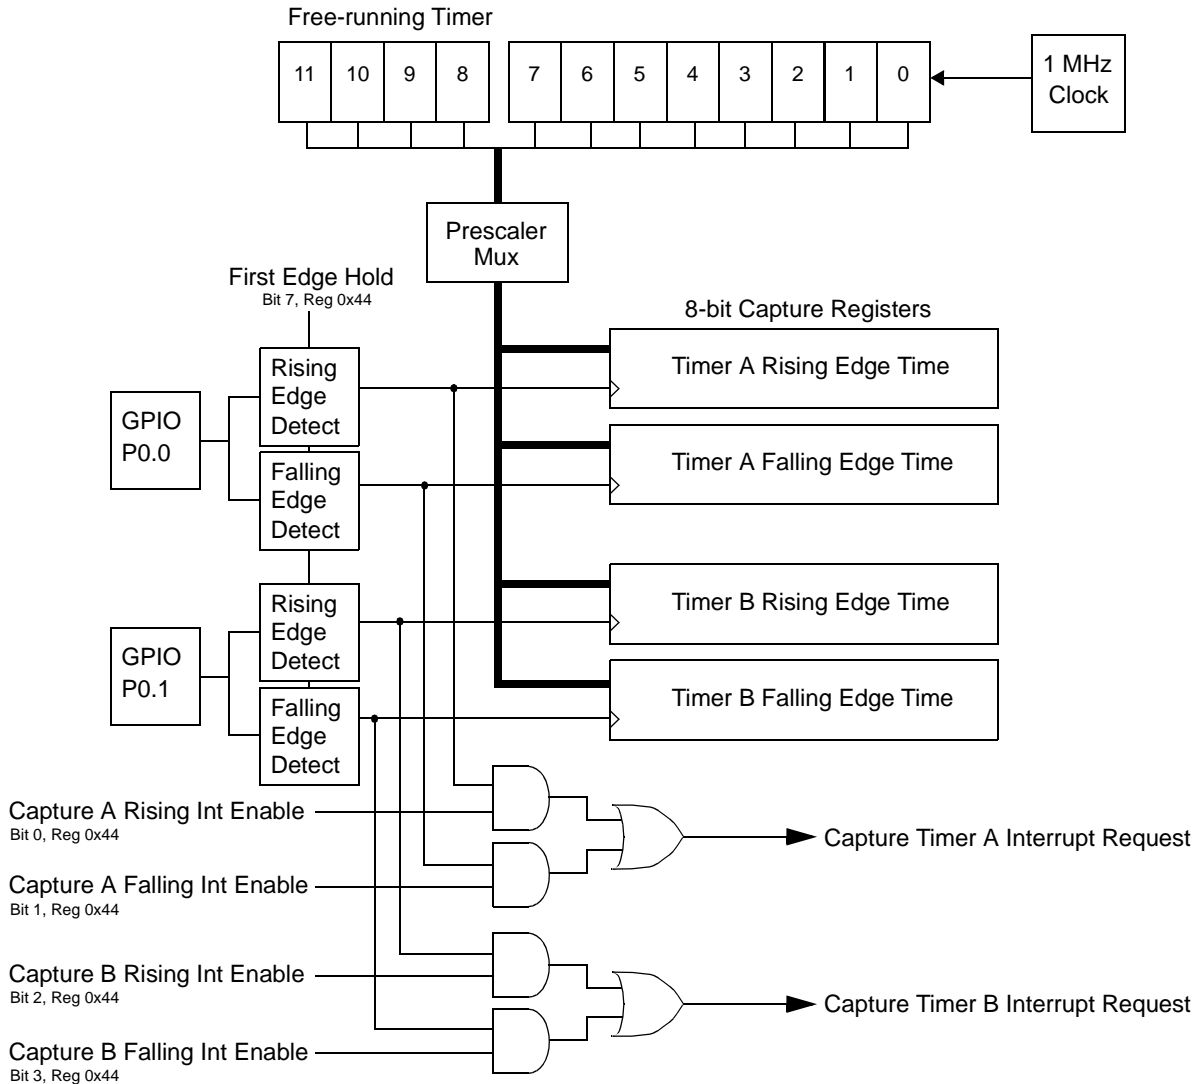 Free-running Timer
11 10 9 8 7 6 5 4 3 2 1 0
1 MHz
Clock
Prescaler
Mux
First Edge Hold
Bit 7, Reg 0x44
8-bit Capture Registers
Rising
Edge
Detect
Timer A Rising Edge Time
GPIO
P0.0
Falling
Edge
Detect
Timer A Falling Edge Time
Rising
Edge
Detect
Timer B Rising Edge Time
GPIO
P0.1
Falling
Edge
Detect
Timer B Falling Edge Time
Capture A Rising Int Enable
Bit 0, Reg 0x44
Capture Timer A Interrupt Request
Capture A Falling Int Enable
Bit 1, Reg 0x44
Capture B Rising Int Enable
Bit 2, Reg 0x44
Capture Timer B Interrupt Request
Capture B Falling Int Enable
Bit 3, Reg 0x44